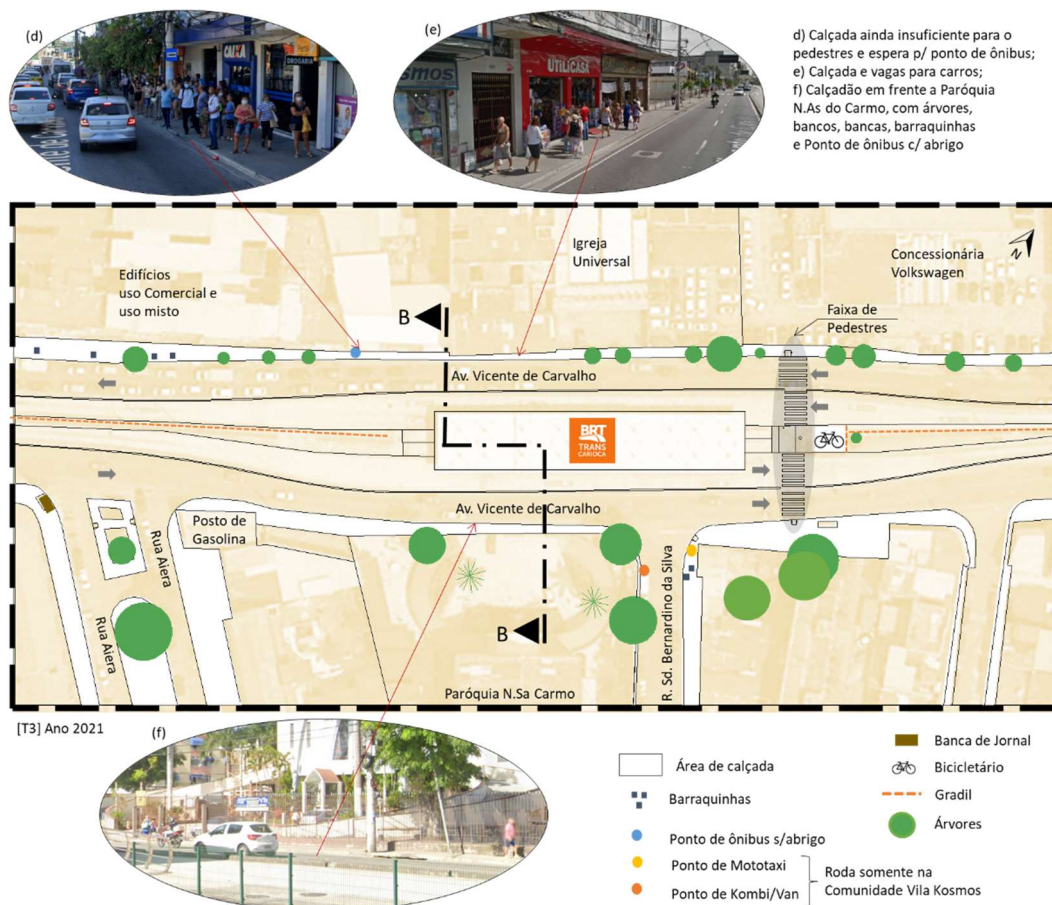 (d)
CAIXA
DROGARIA
(e)
smos
UTILICASA
d) Calçada ainda insuficiente para o
pedestres e espera p/ ponto de ônibus;
e) Calçada e vagas para carros;
f) Calçadão em frente a Paróquia
N.As do Carmo, com árvores,
bancos, bancas, barraquinhas
e Ponto de ônibus c/ abrigo
Edifícios
uso Comercial e
uso misto
Igreja
Universal
Concessionária
Volkswagen
N
B
Faixa de
Pedestres
Av. Vicente de Carvalho
BRT
TRANS
CARIOCA
Av. Vicente de Carvalho
Posto de
Gasolina
Rua Aiera
Rua Aiera
R. Sd. Bernardino da Silva
B
Paróquia N.Sa Carmo
[T3] Ano 2021
(f)
Área de calçada
Barraquinhas
Ponto de ônibus s/abrigo
Ponto de Mototaxi
Ponto de Kombi/Van
Roda somente na
Comunidade Vila Kosmos
Banca de Jornal
Bicicletário
Gradil
Árvores